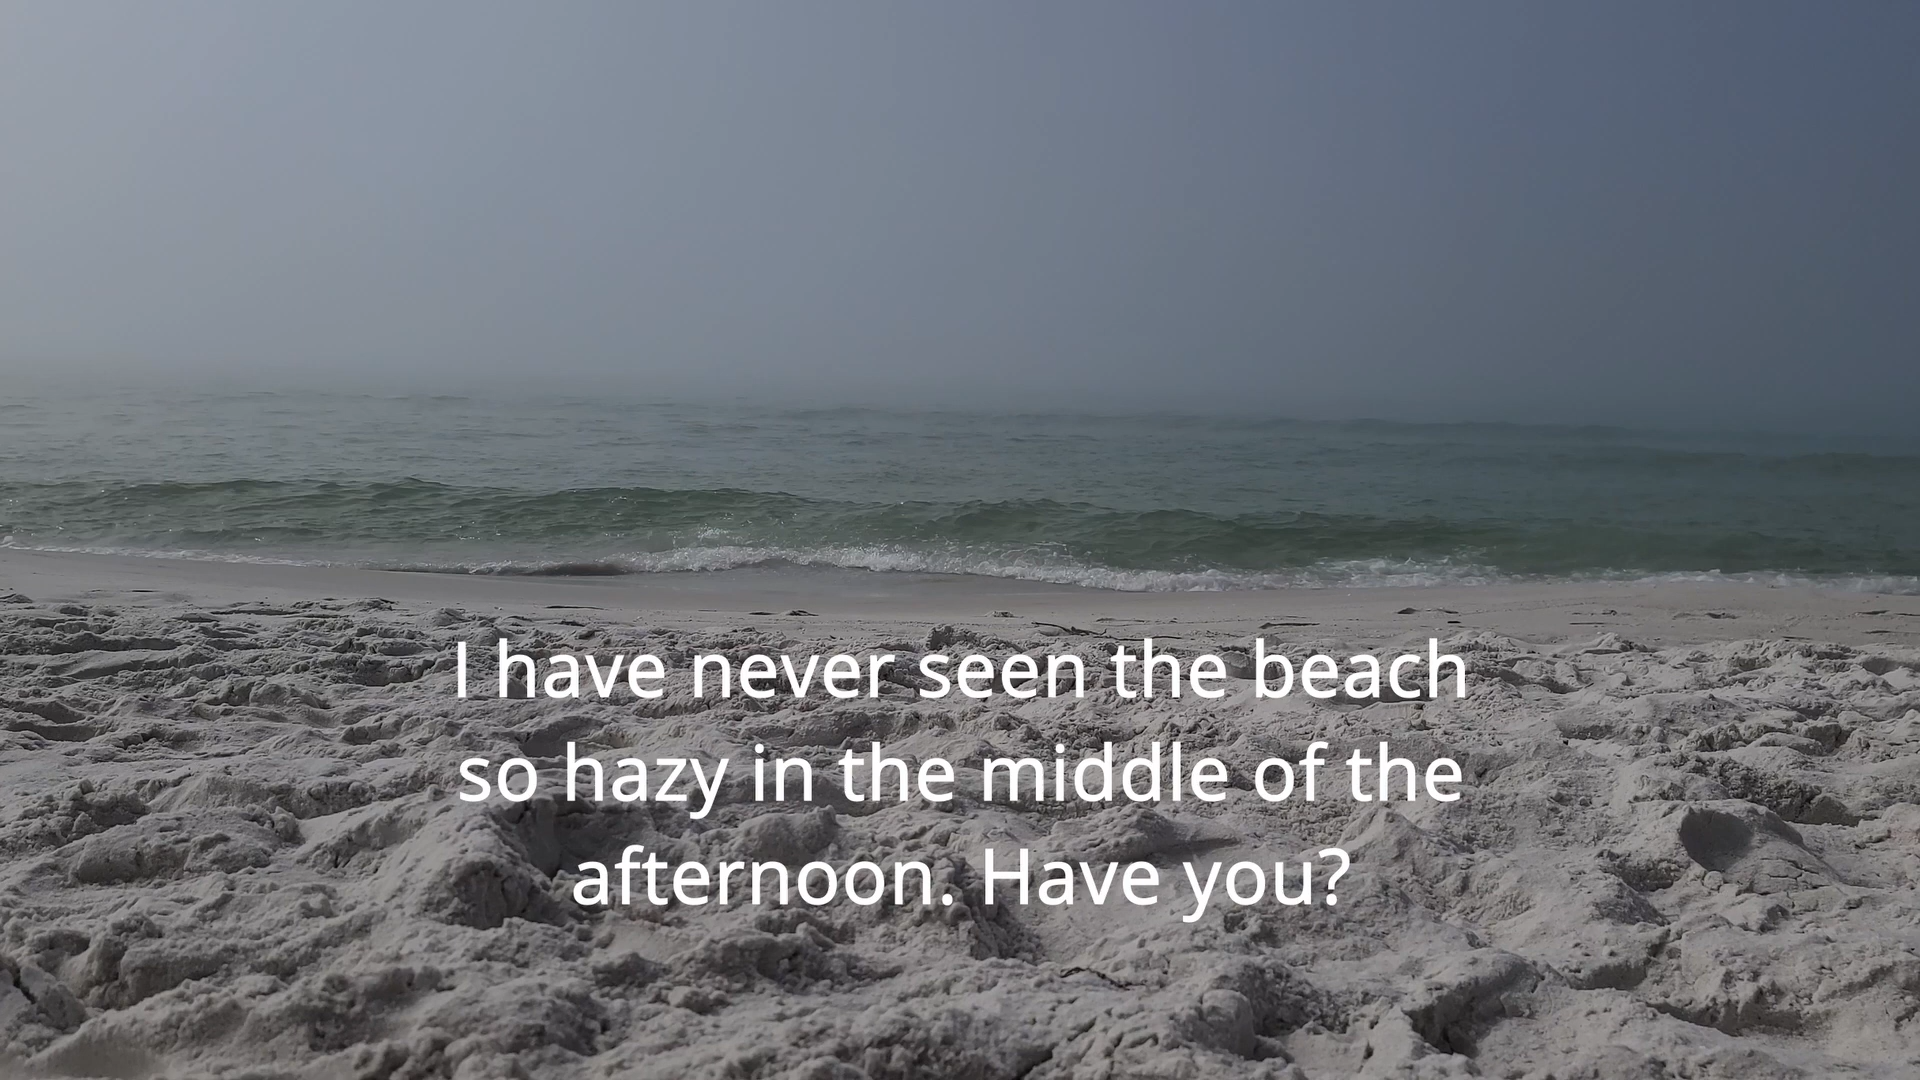 I have never seen the beach
so hazy in the middle of the
afternoon. Have you?